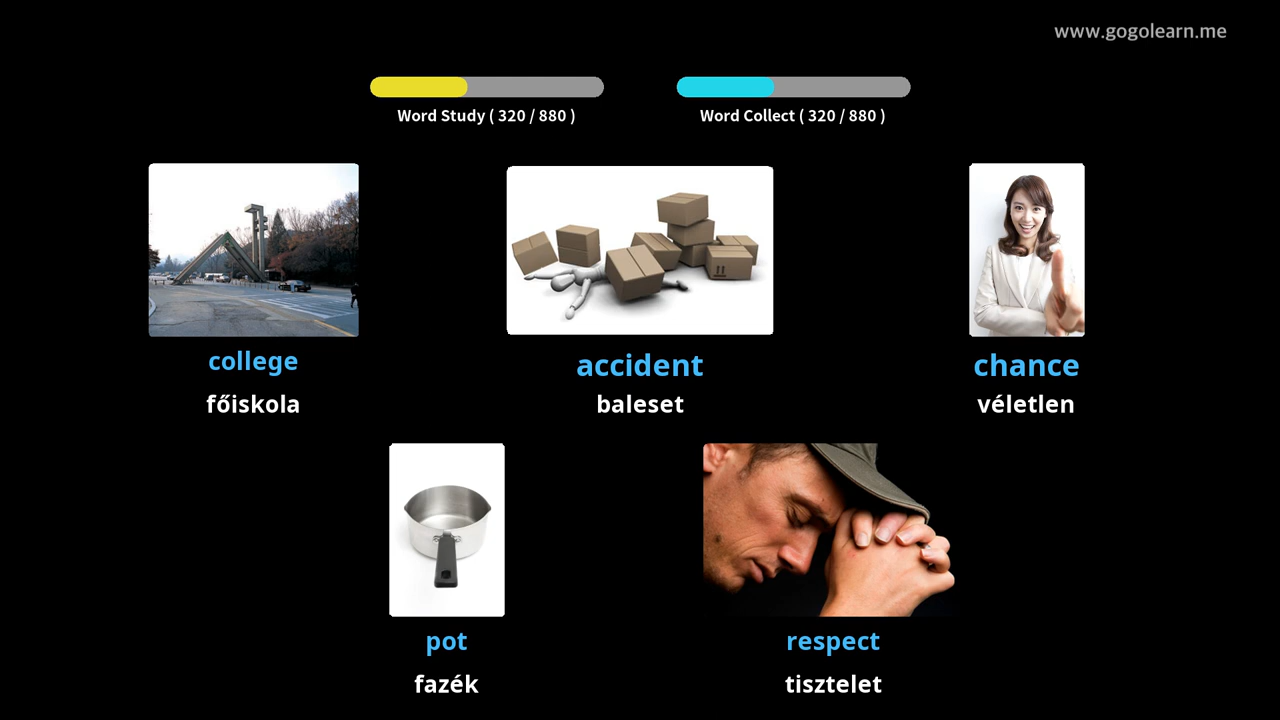 www.gogolearn.me
Word Study ( 320 / 880 )
Word Collect ( 320 / 880 )
college
accident
chance
főiskola
baleset
véletlen
pot
respect
fazék
tisztelet